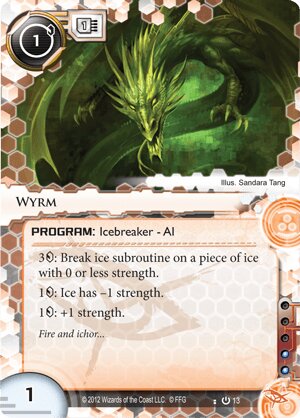 1
1
Illus. Sandara Tang
WYRM
PROGRAM: Icebreaker - AI
3: Break ice subroutine on a piece of ice
with 0 or less strength.
1: Ice has –1 strength.
1: +1 strength.
Fire and ichor...
1
© 2012 Wizards of the Coast LLC. © FFG
13